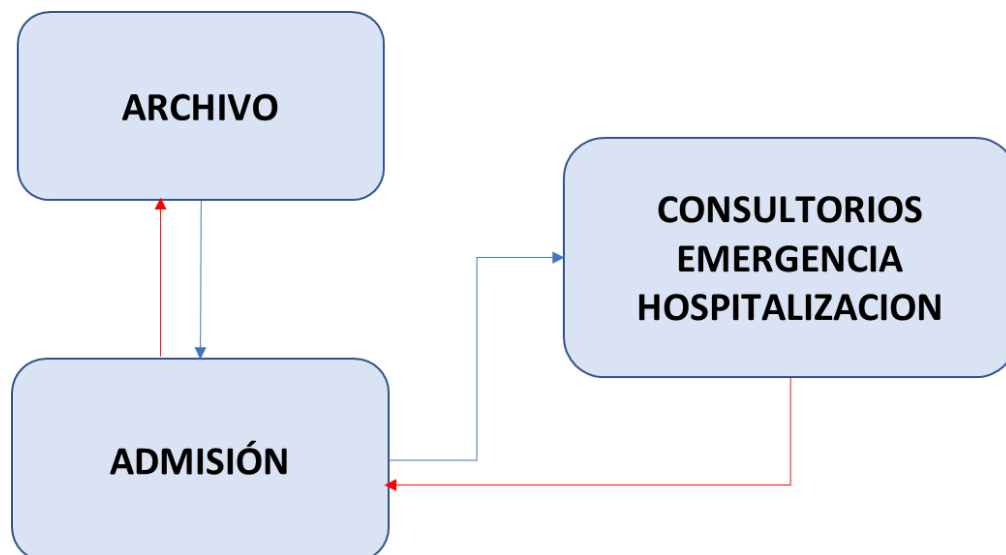 ARCHIVO
CONSULTORIOS
EMERGENCIA
HOSPITALIZACION
ADMISIÓN